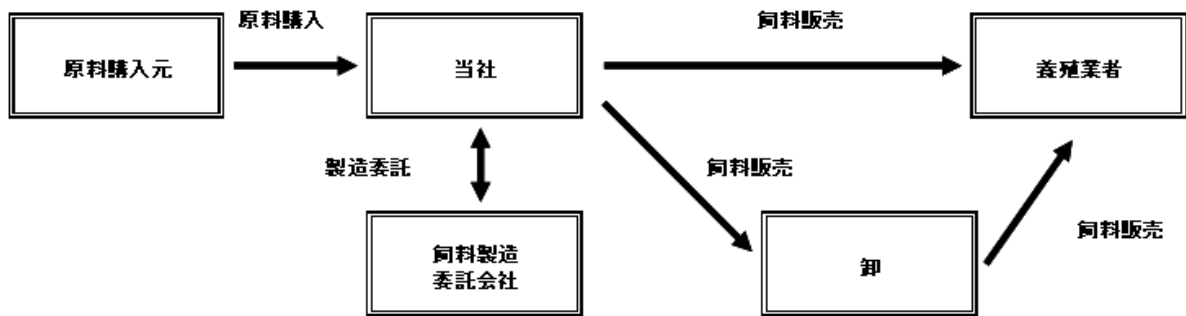 原料購入
飼料販売
原料購入元
当社
養殖業者
製造委託
飼料販売
飼料販売
飼料製造
委託会社
卸